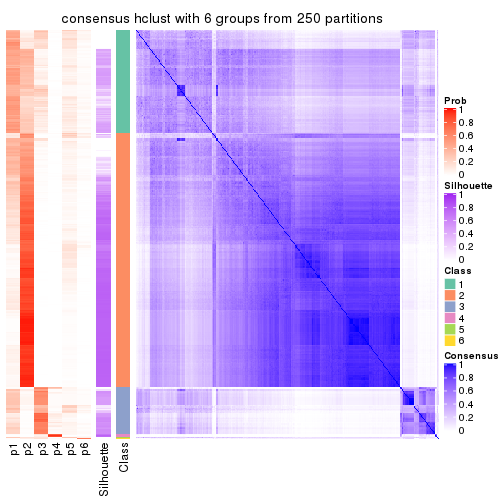 consensus hclust with 6 groups from 250 partitions
Prob
1
0.8
0.6
0.4
0.2
0
Silhouette
1
0.8
0.6
0.4
0.2
0
Class
1
2
3
4
5
6
Consensus
1
0.8
0.6
0.4
0.2
0
p1
p2
p3
p4
p5
p6
Silhouette
Class